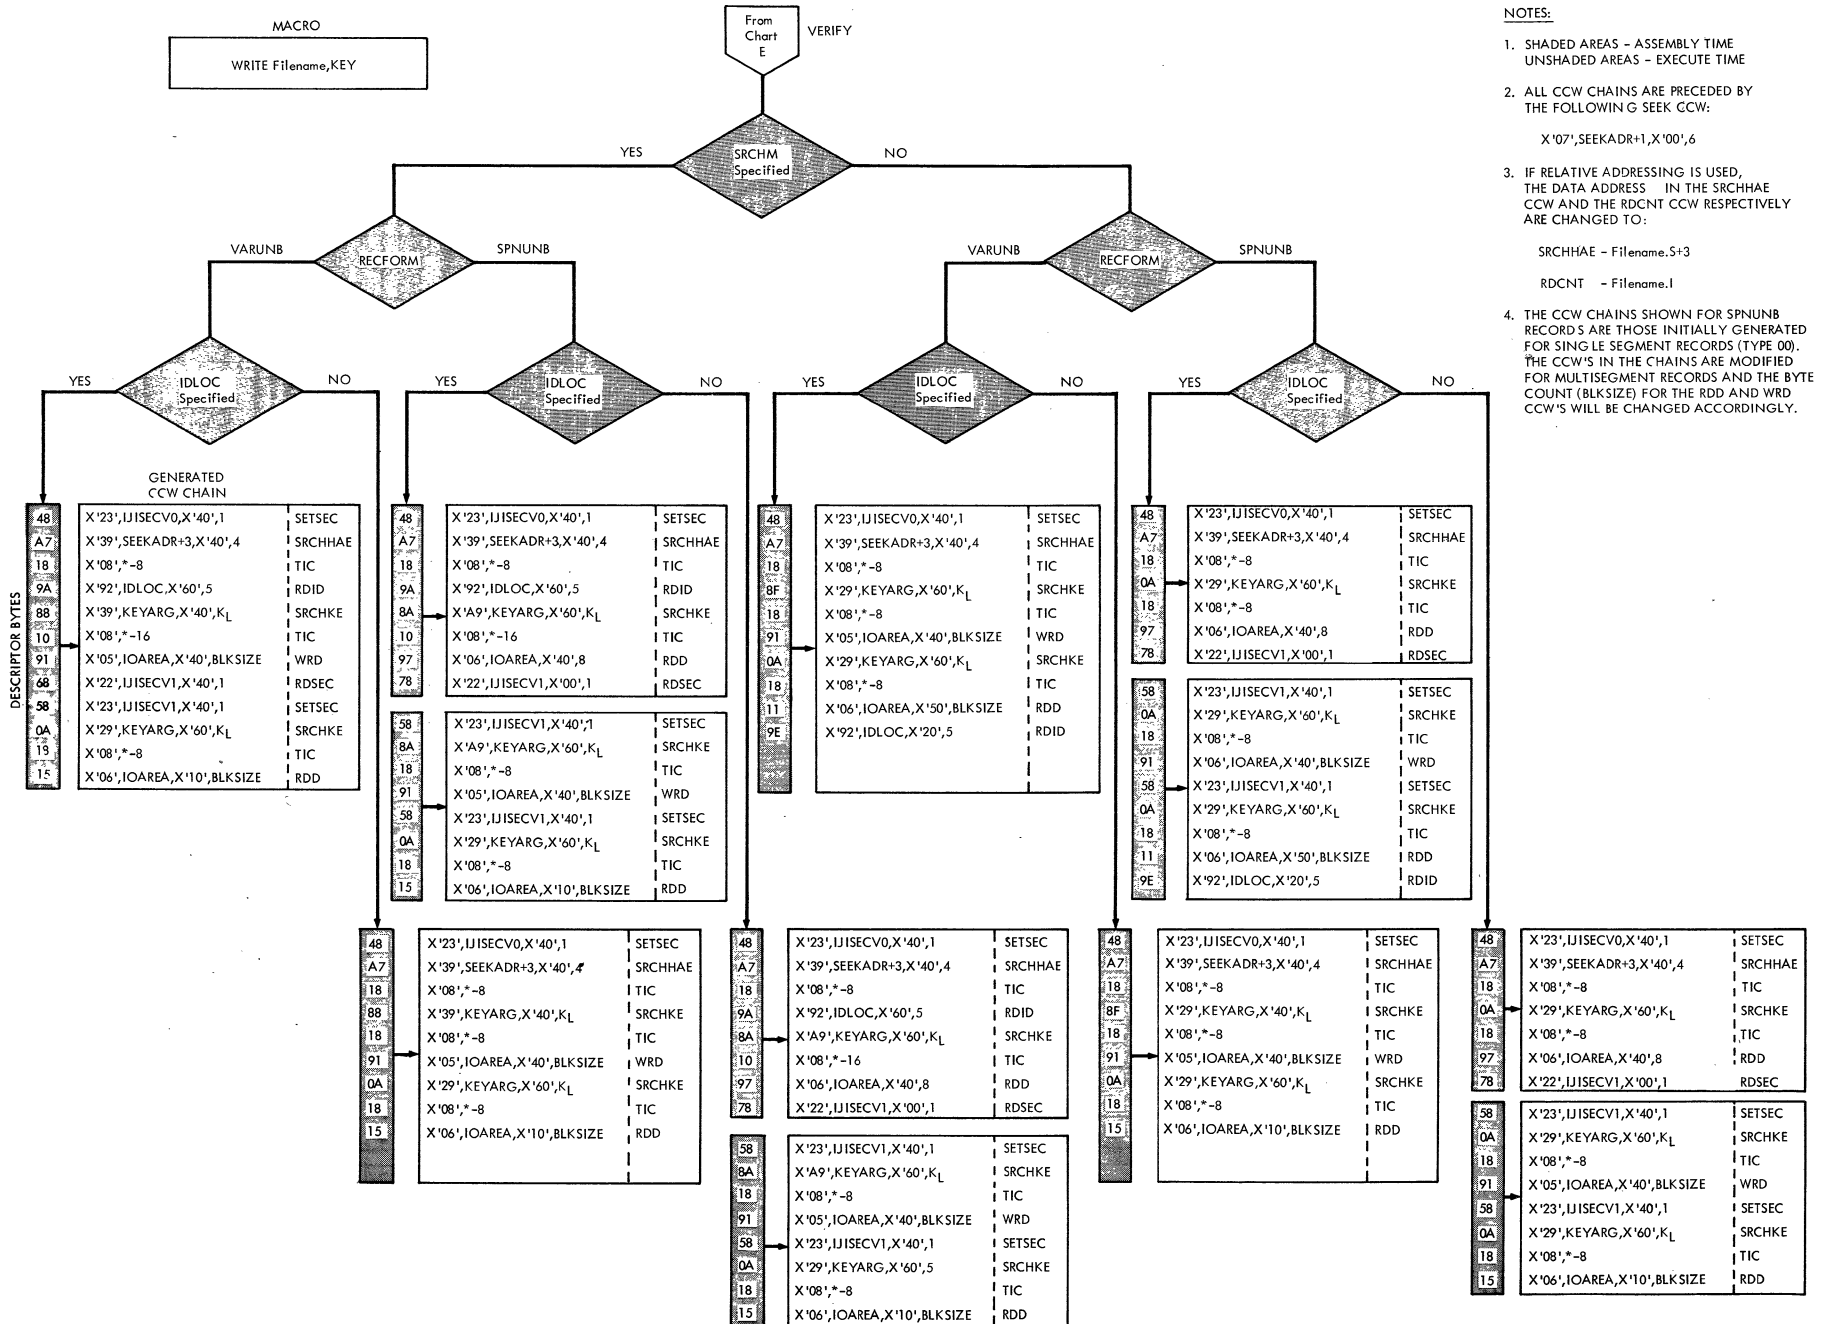 MACRO
WRITE Filename,KEY
From
Chart
E
VERIFY
NOTES:
1. SHADED AREAS - ASSEMBLY TIME
UNSHADED AREAS - EXECUTE TIME
2. ALL CCW CHAINS ARE PRECEDED BY
THE FOLLOWING SEEK CCW:
X'07',SEEKADR+1,X'00',6
3. IF RELATIVE ADDRESSING IS USED,
THE DATA ADDRESS IN THE SRCHHAE
CCW AND THE RDCNT CCW RESPECTIVELY
ARE CHANGED TO:
SRCHHAE - Filename.S+3
RDCNT - Filename.I
4. THE CCW CHAINS SHOWN FOR SPNUNB
RECORDS ARE THOSE INITIALLY GENERATED
FOR SINGLE SEGMENT RECORDS (TYPE 00).
THE CCW'S IN THE CHAINS ARE MODIFIED
FOR MULTISEGMENT RECORDS AND THE BYTE
COUNT (BLKSIZE) FOR THE RDD AND WRD
CCW'S WILL BE CHANGED ACCORDINGLY.
YES
SRCHM
Specified
NO
VARUNB
RECFORM
SPNUNB
VARUNB
RECFORM
SPNUNB
YES
IDLOC
Specified
NO
YES
IDLOC
Specified
NO
YES
IDLOC
Specified
NO
YES
IDLOC
Specified
NO
GENERATED
CCW CHAIN
DESCRIPTOR BYTES
48 X'23',IJISECV0,X'40',1 SETSEC
A7 X'39',SEEKADR+3,X'40',4 SRCHHAE
18 X'08',*-8 TIC
9A X'92',IDLOC,X'60',5 RDID
88 X'39',KEYARG,X'40',KL SRCHKE
10 X'08',*-16 TIC
91 X'05',IOAREA,X'40',BLKSIZE WRD
68 X'22',IJISECV1,X'40',1 RDSEC
58 X'23',IJISECV1,X'40',1 SETSEC
0A X'29',KEYARG,X'60',KL SRCHKE
18 X'08',*-8 TIC
15 X'06',IOAREA,X'10',BLKSIZE RDD
48 X'23',IJISECV0,X'40',1 SETSEC
A7 X'39',SEEKADR+3,X'40',4 SRCHHAE
18 X'08',*-8 TIC
9A X'92',IDLOC,X'60',5 RDID
8A X'A9',KEYARG,X'60',KL SRCHKE
10 X'08',*-16 TIC
97 X'06',IOAREA,X'40',8 RDD
78 X'22',IJISECV1,X'00',1 RDSEC
58 X'23',IJISECV1,X'40',1 SETSEC
8A X'A9',KEYARG,X'60',KL SRCHKE
18 X'08',*-8 TIC
91 X'05',IOAREA,X'40',BLKSIZE WRD
58 X'23',IJISECV1,X'40',1 SETSEC
0A X'29',KEYARG,X'60',KL SRCHKE
18 X'08',*-8 TIC
15 X'06',IOAREA,X'10',BLKSIZE RDD
48 X'23',IJISECV0,X'40',1 SETSEC
A7 X'39',SEEKADR+3,X'40',4 SRCHHAE
18 X'08',*-8 TIC
8F X'29',KEYARG,X'60',KL SRCHKE
18 X'08',*-8 TIC
91 X'05',IOAREA,X'40',BLKSIZE WRD
0A X'29',KEYARG,X'60',KL SRCHKE
18 X'08',*-8 TIC
11 X'06',IOAREA,X'50',BLKSIZE RDD
9E X'92',IDLOC,X'20',5 RDID
48 X'23',IJISECV0,X'40',1 SETSEC
A7 X'39',SEEKADR+3,X'40',4 SRCHHAE
18 X'08',*-8 TIC
0A X'29',KEYARG,X'60',KL SRCHKE
18 X'08',*-8 TIC
97 X'06',IOAREA,X'40',8 RDD
78 X'22',IJISECV1,X'00',1 RDSEC
58 X'23',IJISECV1,X'40',1 SETSEC
0A X'29',KEYARG,X'60',KL SRCHKE
18 X'08',*-8 TIC
91 X'06',IOAREA,X'40',BLKSIZE WRD
58 X'23',IJISECV1,X'40',1 SETSEC
0A X'29',KEYARG,X'60',KL SRCHKE
18 X'08',*-8 TIC
11 X'06',IOAREA,X'50',BLKSIZE RDD
9E X'92',IDLOC,X'20',5 RDID
48 X'23',IJISECV0,X'40',1 SETSEC
A7 X'39',SEEKADR+3,X'40',4 SRCHHAE
18 X'08',*-8 TIC
88 X'39',KEYARG,X'40',KL SRCHKE
18 X'08',*-8 TIC
91 X'05',IOAREA,X'40',BLKSIZE WRD
0A X'29',KEYARG,X'60',KL SRCHKE
18 X'08',*-8 TIC
15 X'06',IOAREA,X'10',BLKSIZE RDD
48 X'23',IJISECV0,X'40',1 SETSEC
A7 X'39',SEEKADR+3,X'40',4 SRCHHAE
18 X'08',*-8 TIC
9A X'92',IDLOC,X'60',5 RDID
8A X'A9',KEYARG,X'60',KL SRCHKE
10 X'08',*-16 TIC
97 X'06',IOAREA,X'40',8 RDD
78 X'22',IJISECV1,X'00',1 RDSEC
58 X'23',IJISECV1,X'40',1 SETSEC
8A X'A9',KEYARG,X'60',KL SRCHKE
18 X'08',*-8 TIC
91 X'05',IOAREA,X'40',BLKSIZE WRD
58 X'23',IJISECV1,X'40',1 SETSEC
0A X'29',KEYARG,X'60',5 SRCHKE
18 X'08',*-8 TIC
15 X'06',IOAREA,X'10',BLKSIZE RDD
48 X'23',IJISECV0,X'40',1 SETSEC
A7 X'39',SEEKADR+3,X'40',4 SRCHHAE
18 X'08',*-8 TIC
8F X'29',KEYARG,X'40',KL SRCHKE
18 X'08',*-8 TIC
91 X'05',IOAREA,X'40',BLKSIZE WRD
0A X'29',KEYARG,X'60',KL SRCHKE
18 X'08',*-8 TIC
15 X'06',IOAREA,X'10',BLKSIZE RDD
48 X'23',IJISECV0,X'40',1 SETSEC
A7 X'39',SEEKADR+3,X'40',4 SRCHHAE
18 X'08',*-8 TIC
0A X'29',KEYARG,X'60',KL SRCHKE
18 X'08',*-8 TIC
97 X'06',IOAREA,X'40',8 RDD
78 X'22',IJISECV1,X'00',1 RDSEC
58 X'23',IJISECV1,X'40',1 SETSEC
0A X'29',KEYARG,X'60',KL SRCHKE
18 X'08',*-8 TIC
91 X'05',IOAREA,X'40',BLKSIZE WRD
58 X'23',IJISECV1,X'40',1 SETSEC
0A X'29',KEYARG,X'60',KL SRCHKE
18 X'08',*-8 TIC
15 X'06',IOAREA,X'10',BLKSIZE RDD